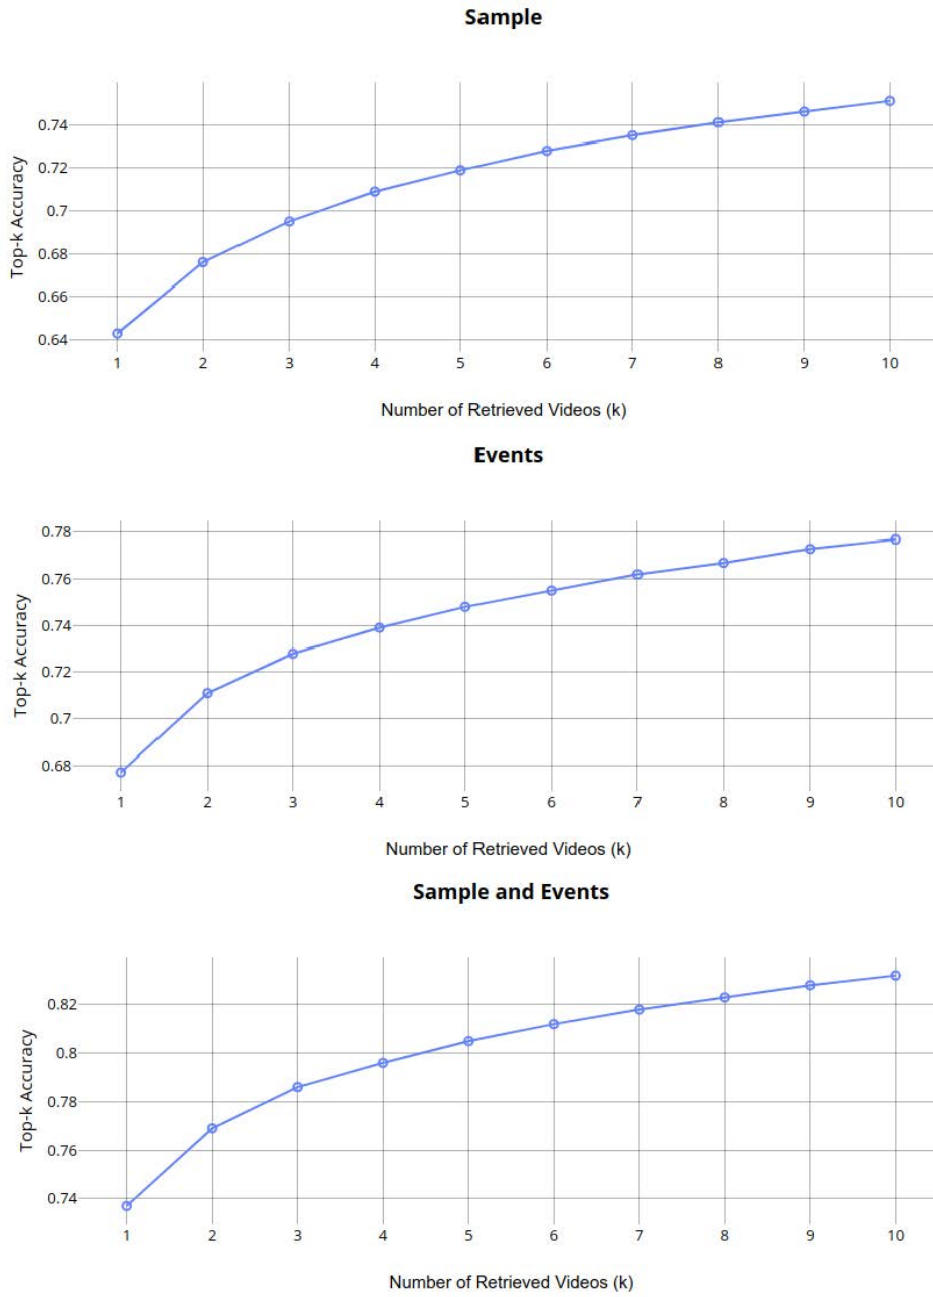 Sample
Top-k Accuracy
0.74
0.72
0.7
0.68
0.66
0.64
1 2 3 4 5 6 7 8 9 10
Number of Retrieved Videos (k)
Events
Top-k Accuracy
0.78
0.76
0.74
0.72
0.7
0.68
1 2 3 4 5 6 7 8 9 10
Number of Retrieved Videos (k)
Sample and Events
Top-k Accuracy
0.82
0.8
0.78
0.76
0.74
1 2 3 4 5 6 7 8 9 10
Number of Retrieved Videos (k)